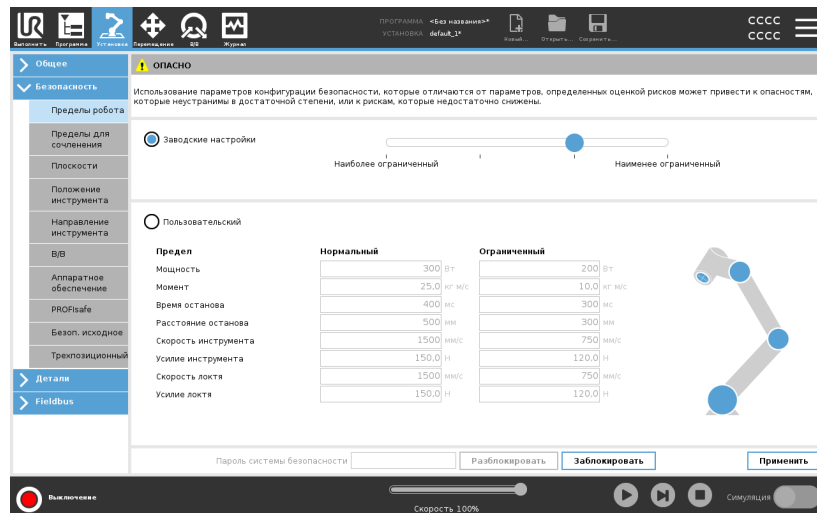 UR
ПРОГРАММА <без названия>*
УСТАНОВКА default_1*
Выполнить Программа Установка Перемещение В/В Журнал
Новый... Открыть... Сохранить...
CCCC
CCCC
Общее
Безопасность
Пределы робота
Пределы для
сочленения
Плоскости
Положение
инструмента
Направление
инструмента
В/В
Аппаратное
обеспечение
PROFIsafe
Безоп. исходное
Трехпозиционный
Детали
Fieldbus
ОПАСНО
Использование параметров конфигурации безопасности, которые отличаются от параметров, определенных оценкой рисков может привести к опасностям,
которые неустранимы в достаточной степени, или к рискам, которые недостаточно снижены.
Заводские настройки
Наиболее ограниченный Наименее ограниченный
Пользовательский
Предел Нормальный Ограниченный
Мощность 300 Вт 200 Вт
Момент 25,0 кг м/с 10,0 кг м/с
Время останова 400 мс 300 мс
Расстояние останова 500 мм 300 мм
Скорость инструмента 1500 мм/с 750 мм/с
Усилие инструмента 150,0 Н 120,0 Н
Скорость локтя 1500 мм/с 750 мм/с
Усилие локтя 150,0 Н 120,0 Н
Пароль системы безопасности Разблокировать Заблокировать Применить
Выключение
Скорость 100%
Симуляция